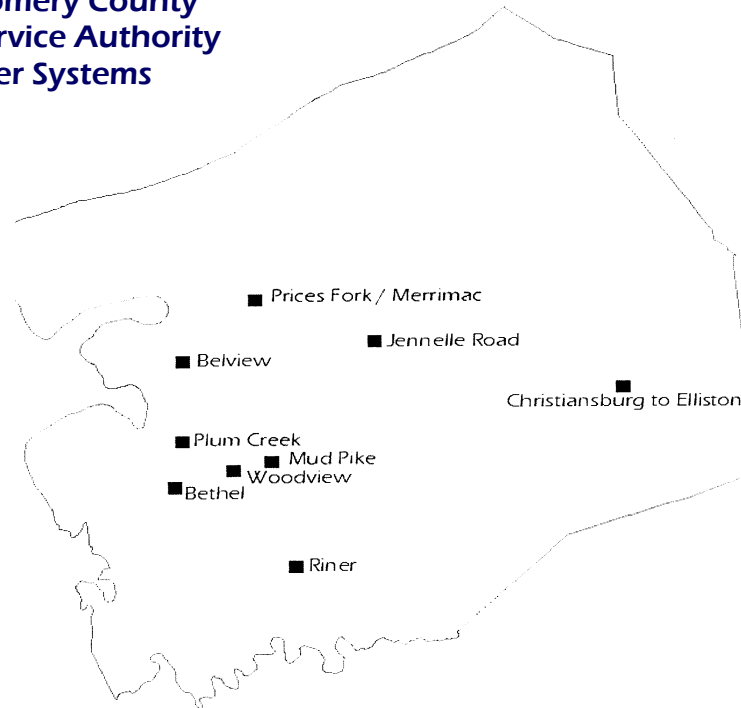 omery County
rvice Authority
er Systems
Prices Fork / Merrimac
Jennelle Road
Belview
Christiansburg to Elliston
Plum Creek
Mud Pike
Woodview
Bethel
Riner